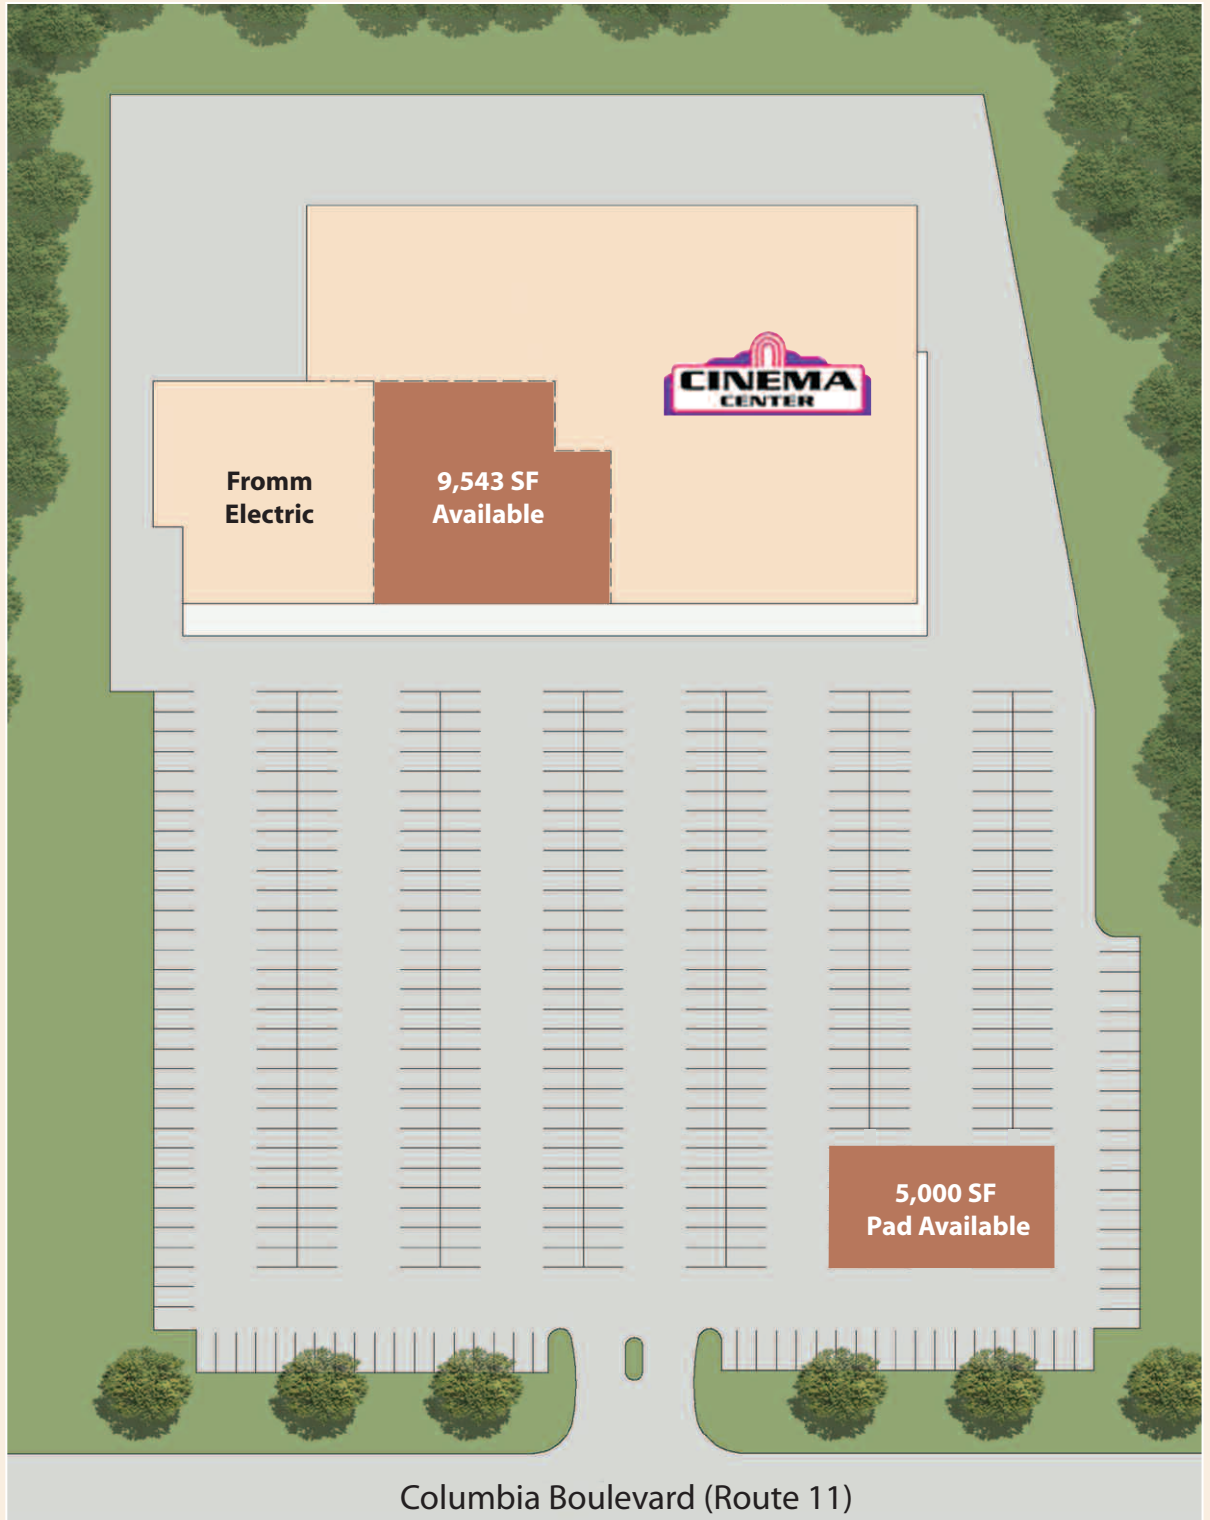 CINEMA
CENTER
Fromm
Electric
9,543 SF
Available
5,000 SF
Pad Available
Columbia Boulevard (Route 11)